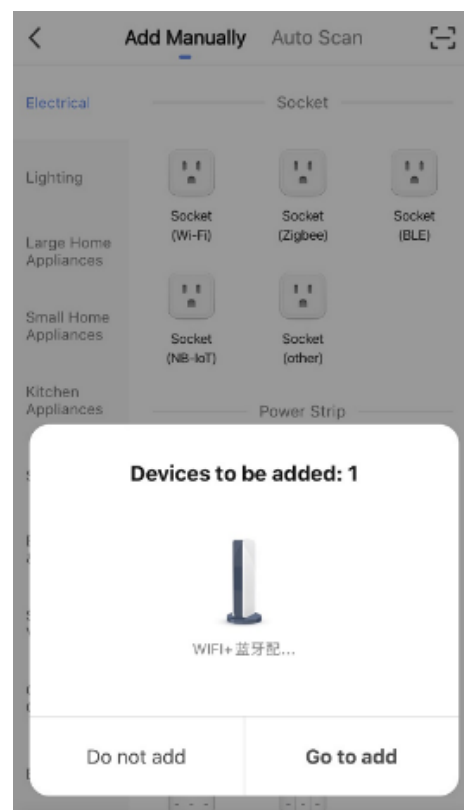 Add Manually Auto Scan
Electrical
Socket
Lighting
Socket
(Wi-Fi)
Socket
(Zigbee)
Socket
(BLE)
Large Home
Appliances
Small Home
Appliances
Socket
(NB-IoT)
Socket
(other)
Kitchen
Appliances
Power Strip
Devices to be added: 1
WIFI+蓝牙配...
Do not add
Go to add